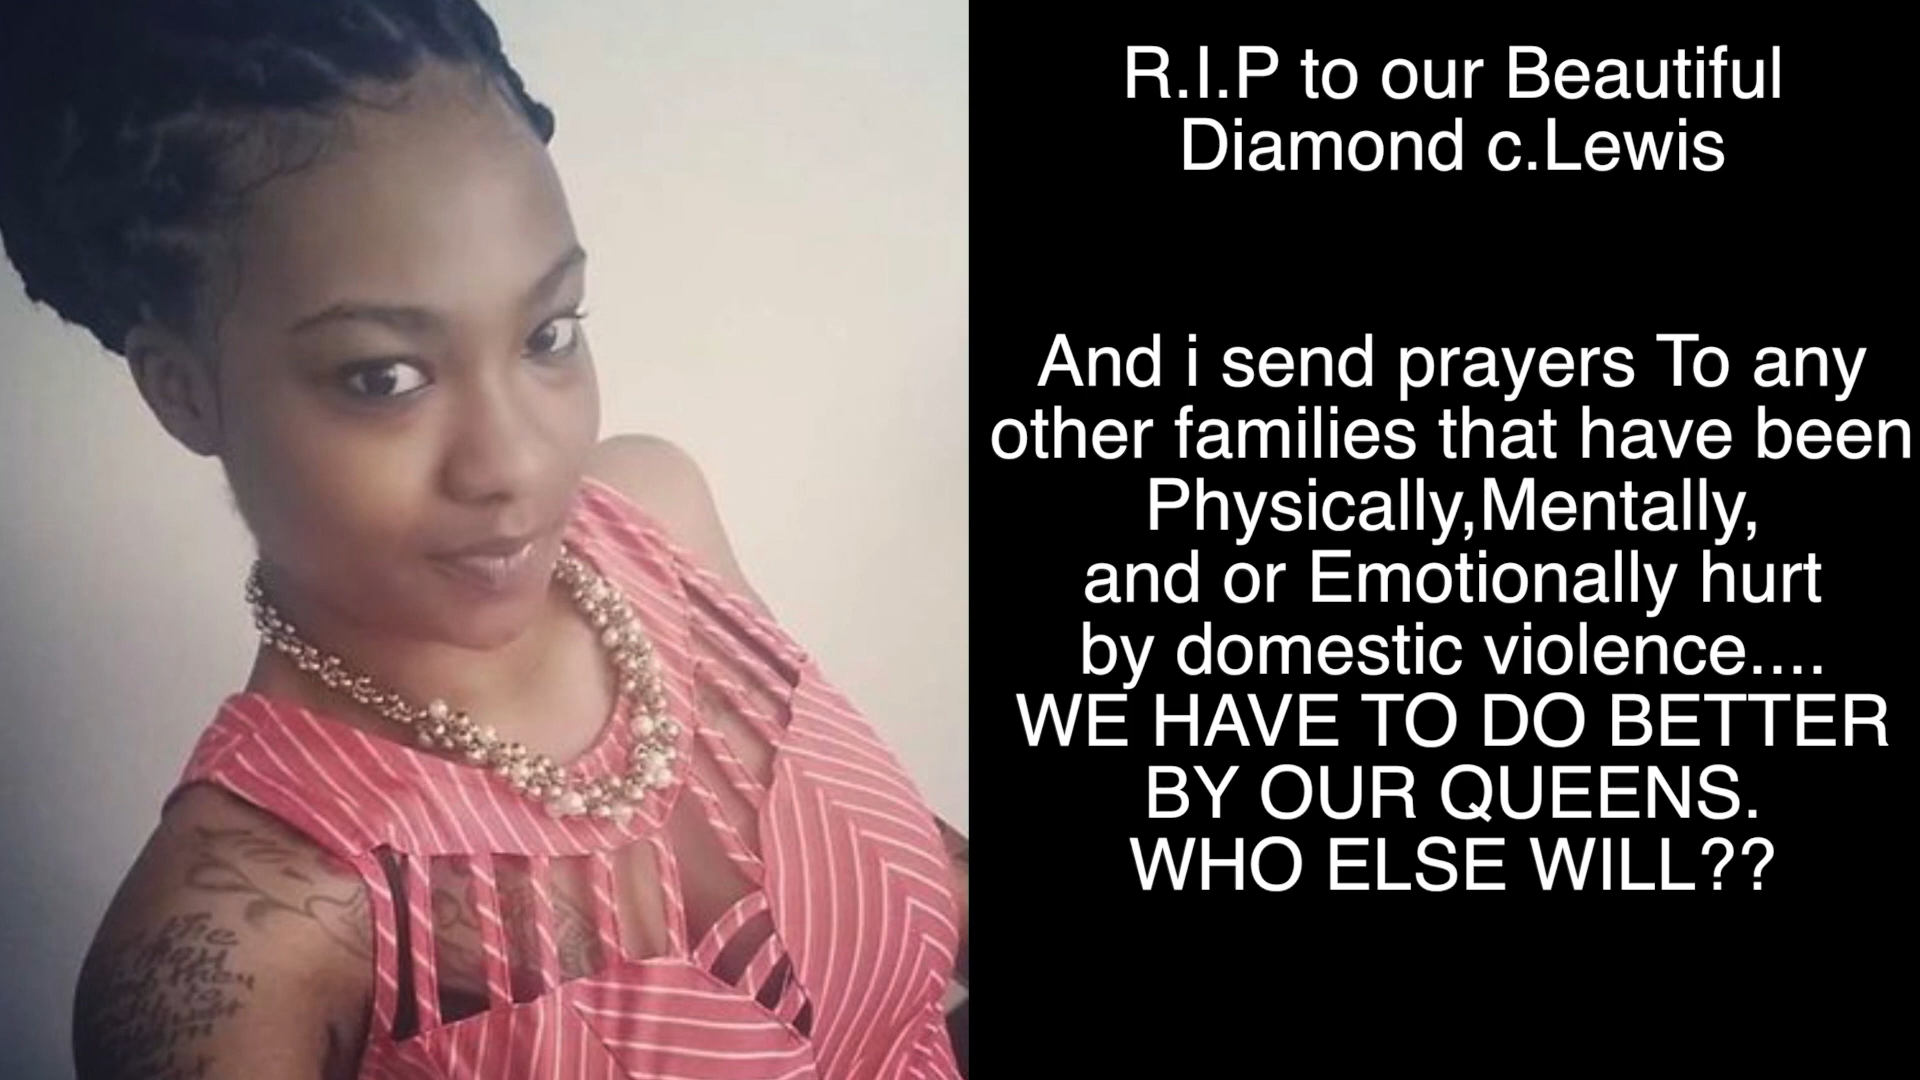 R.I.P to our Beautiful
Diamond c.Lewis
And i send prayers To any
other families that have been
Physically,Mentally,
and or Emotionally hurt
by domestic violence....
WE HAVE TO DO BETTER
BY OUR QUEENS.
WHO ELSE WILL??